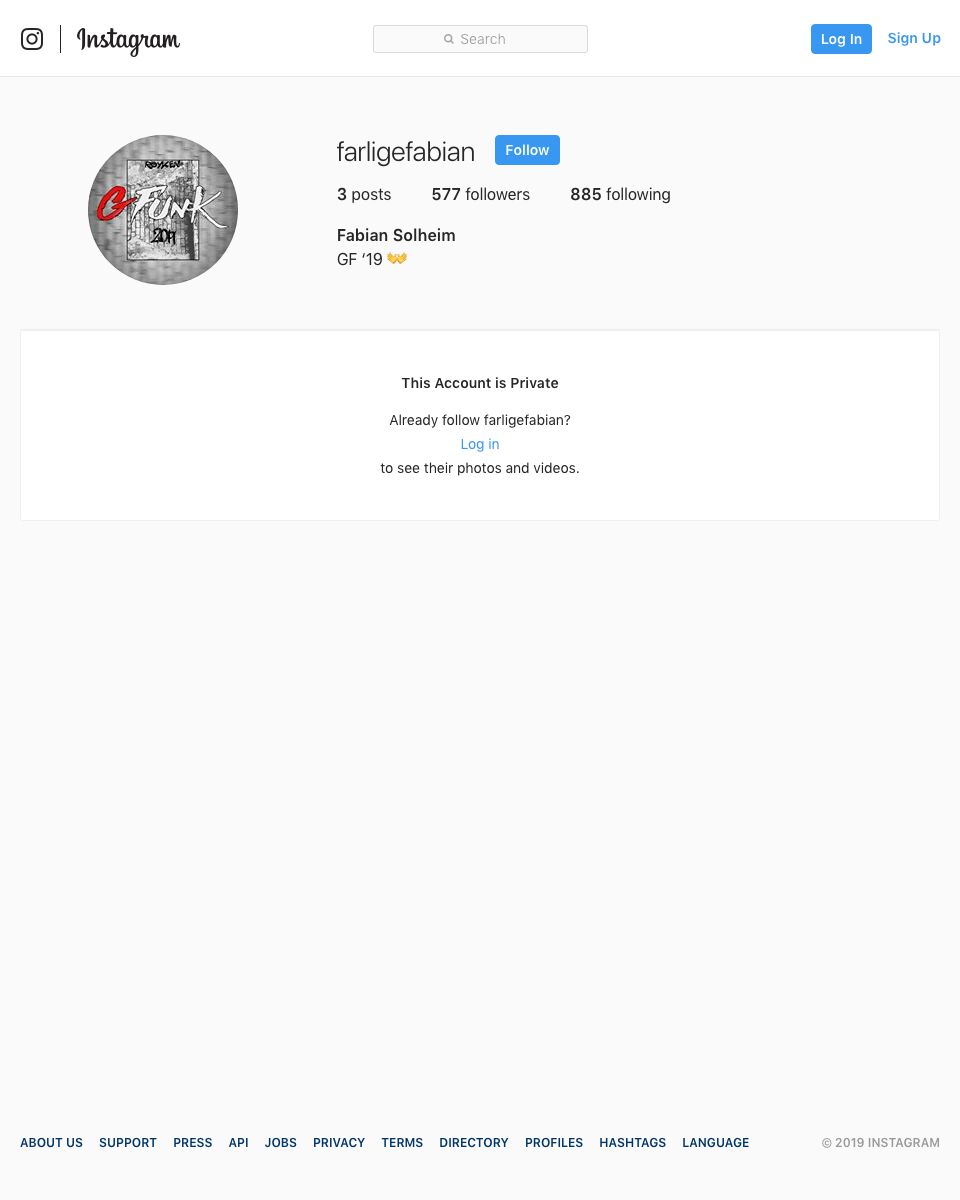 Instagram
Search
Log In
Sign Up
RØYKEN
G FUNK
2019
farligefabian
Follow
3 posts 577 followers 885 following
Fabian Solheim
GF ‘19 👐
This Account is Private
Already follow farligefabian?
Log in
to see their photos and videos.
ABOUT US SUPPORT PRESS API JOBS PRIVACY TERMS DIRECTORY PROFILES HASHTAGS LANGUAGE
© 2019 INSTAGRAM